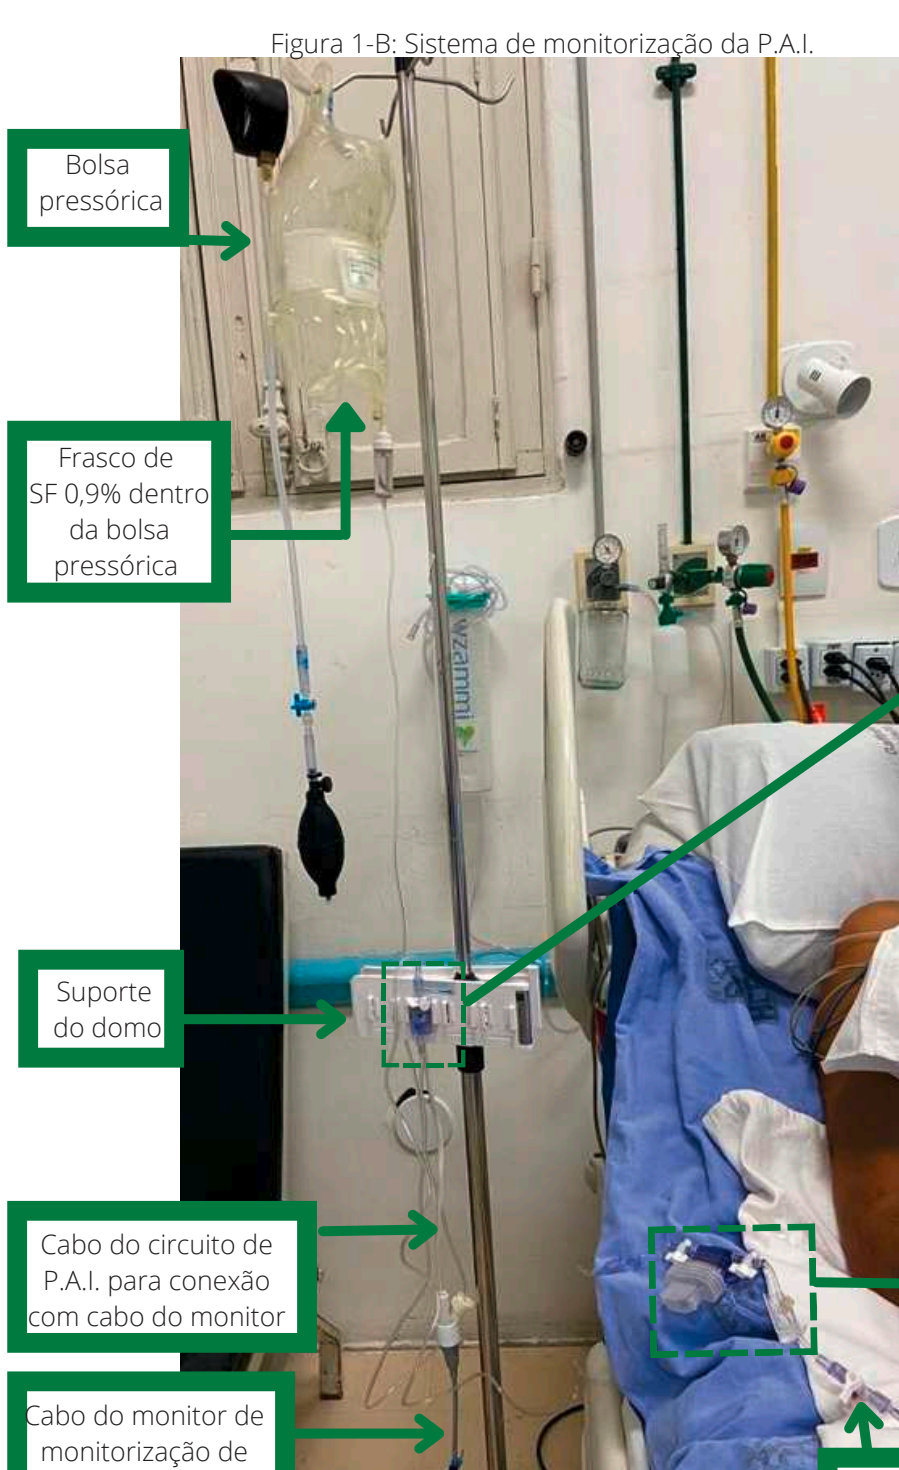 Figura 1-B: Sistema de monitorização da P.A.I.
Bolsa
pressórica
Frasco de
SF 0,9% dentro
da bolsa
pressórica
wzammi
Suporte
do domo
Cabo do circuito de
P.A.I. para conexão
com cabo do monitor
Cabo do monitor de
monitorização de